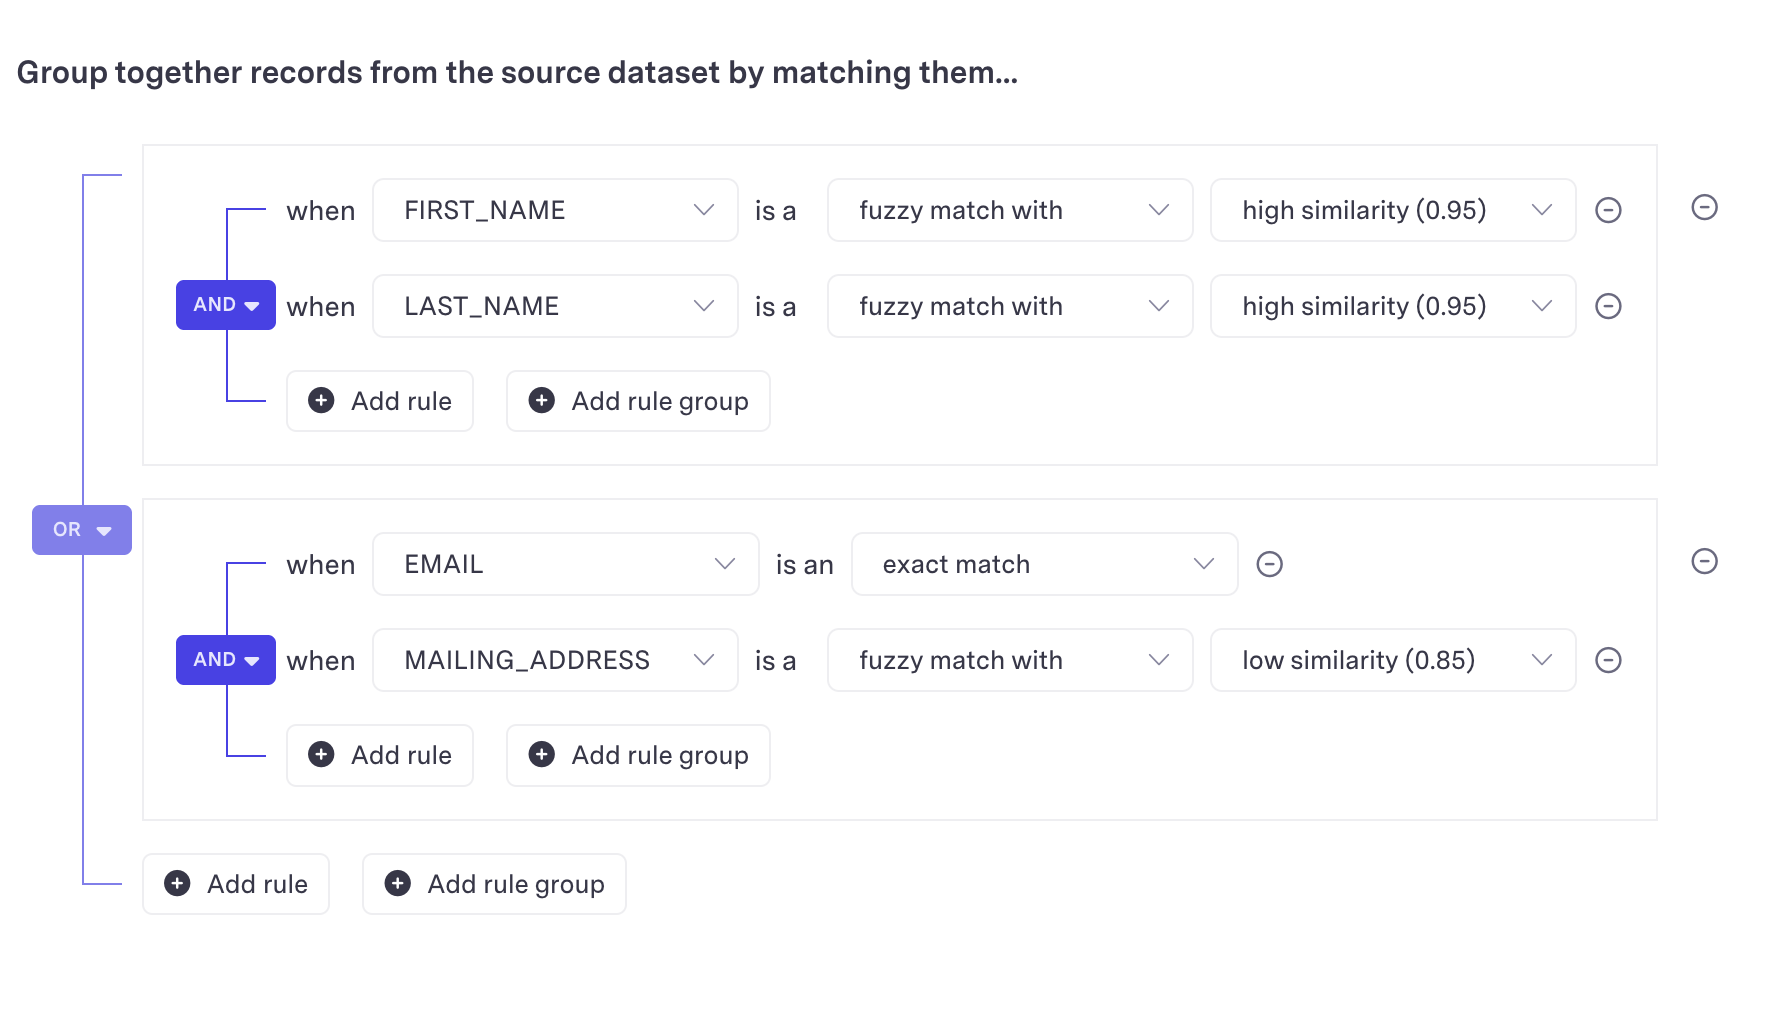 Group together records from the source dataset by matching them...
when FIRST_NAME is a fuzzy match with high similarity (0.95)
AND when LAST_NAME is a fuzzy match with high similarity (0.95)
Add rule Add rule group
OR
when EMAIL is an exact match
AND when MAILING_ADDRESS is a fuzzy match with low similarity (0.85)
Add rule Add rule group
Add rule Add rule group